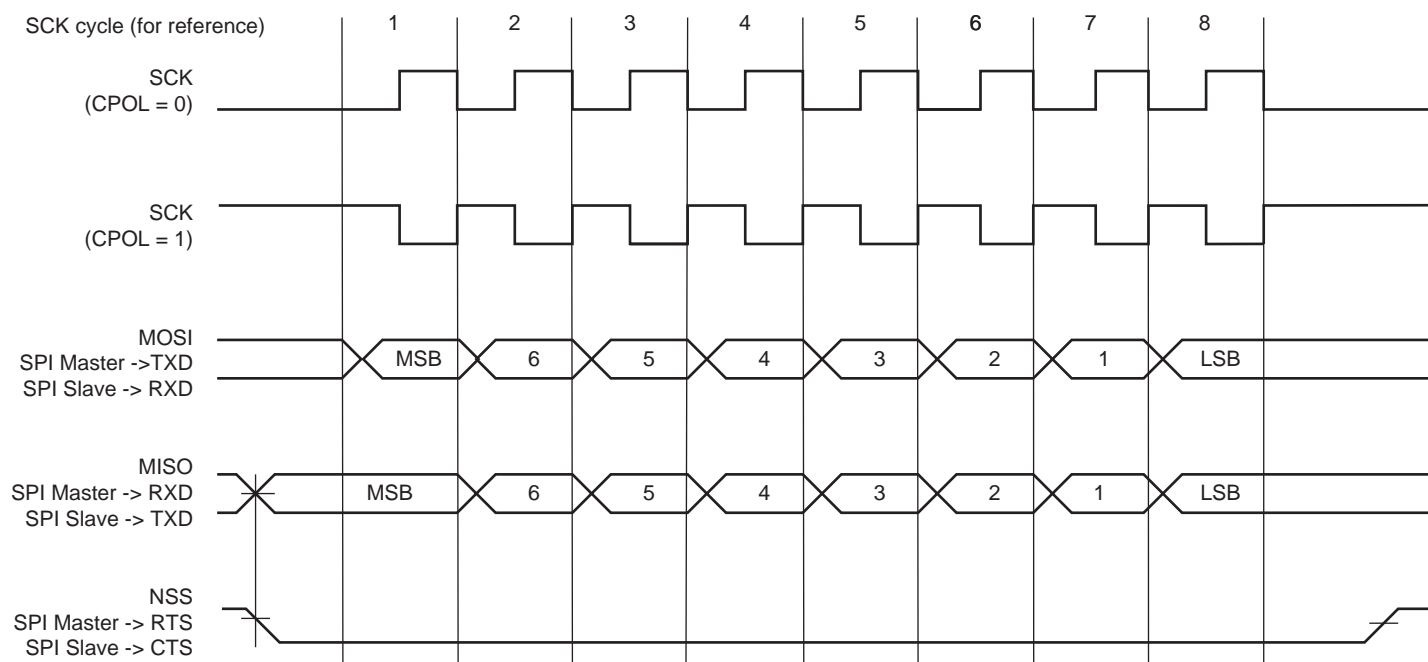 SCK cycle (for reference) 1 2 3 4 5 6 7 8
SCK
(CPOL = 0)
SCK
(CPOL = 1)
MOSI
SPI Master ->TXD
SPI Slave -> RXD
MSB 6 5 4 3 2 1 LSB
MISO
SPI Master -> RXD
SPI Slave -> TXD
MSB 6 5 4 3 2 1 LSB
NSS
SPI Master -> RTS
SPI Slave -> CTS